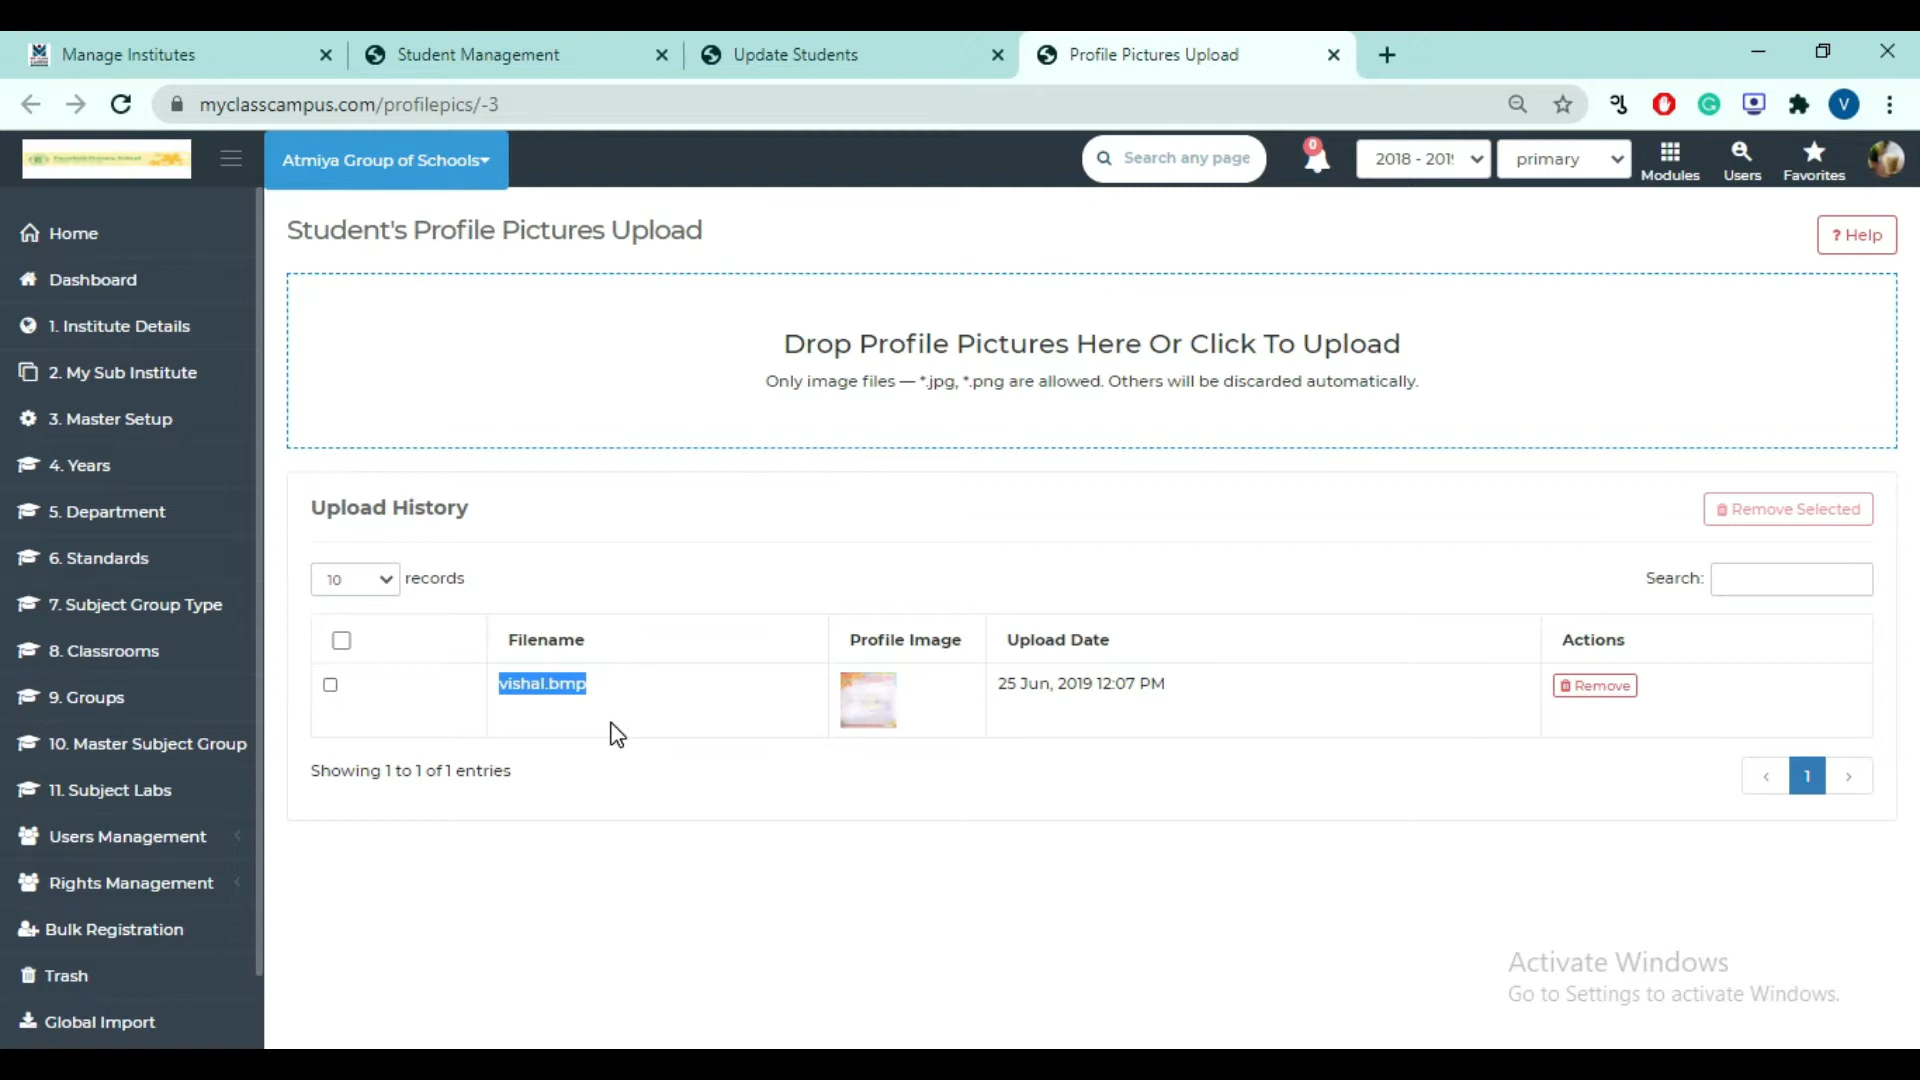 Manage Institutes
Student Management
Update Students
Profile Pictures Upload
myclasscampus.com/profilepics/-3
V
Atmiya Group of Schools
Search any page
0
2018 - 201
primary
Modules
Users
Favorites
Home
Dashboard
1. Institute Details
2. My Sub Institute
3. Master Setup
4. Years
5. Department
6. Standards
7. Subject Group Type
8. Classrooms
9. Groups
10. Master Subject Group
11. Subject Labs
Users Management
Rights Management
Bulk Registration
Trash
Global Import
Student's Profile Pictures Upload
? Help
Drop Profile Pictures Here Or Click To Upload
Only image files — *.jpg, *.png are allowed. Others will be discarded automatically.
Upload History
Remove Selected
10 records
Search:
Filename Profile Image Upload Date Actions
vishal.bmp 25 Jun, 2019 12:07 PM Remove
Showing 1 to 1 of 1 entries
‹ 1 ›
Activate Windows
Go to Settings to activate Windows.